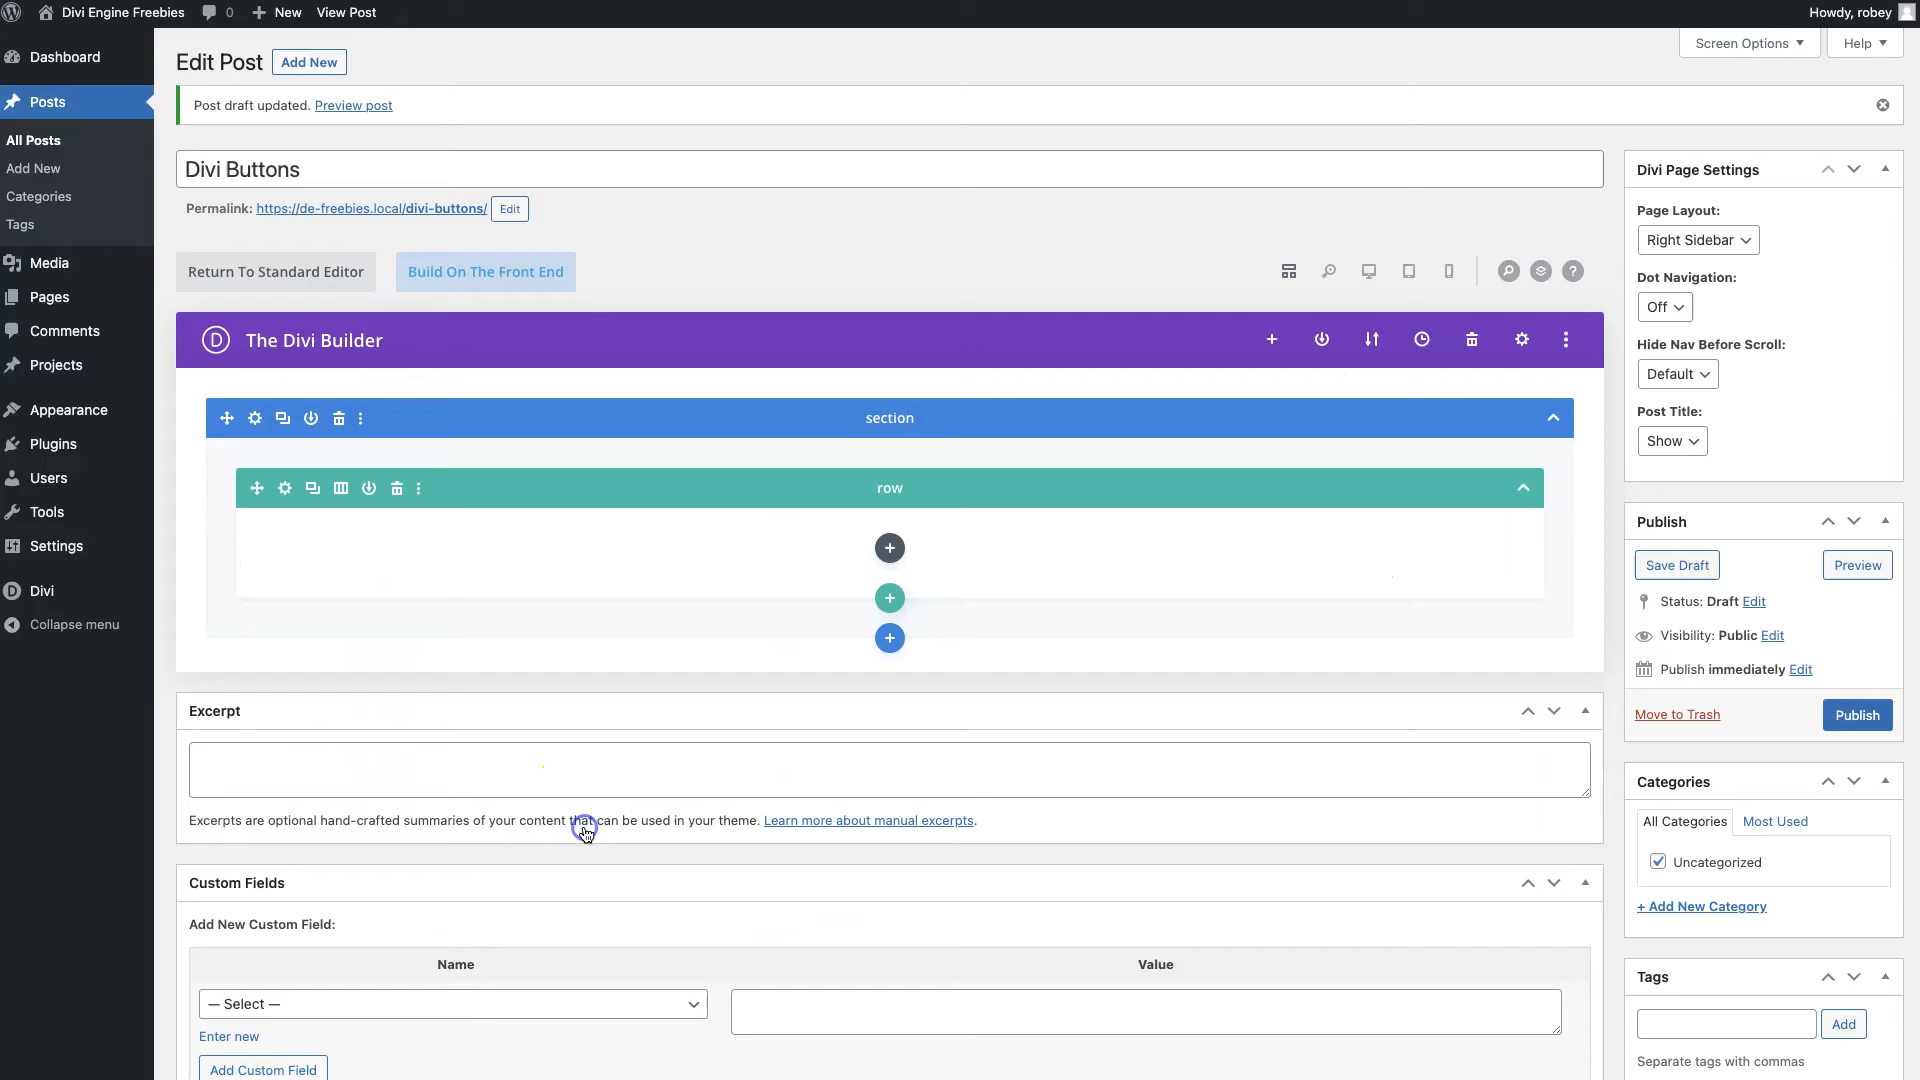 Divi Engine Freebies 0 New View Post Howdy, robey
Dashboard
Posts
All Posts
Add New
Categories
Tags
Media
Pages
Comments
Projects
Appearance
Plugins
Users
Tools
Settings
Divi
Collapse menu
Screen Options Help
Edit Post Add New
Post draft updated. Preview post
Divi Buttons
Permalink: https://de-freebies.local/divi-buttons/ Edit
Return To Standard Editor Build On The Front End
The Divi Builder
section
row
Excerpt
Excerpts are optional hand-crafted summaries of your content that can be used in your theme. Learn more about manual excerpts.
Custom Fields
Add New Custom Field:
Name Value
— Select —
Enter new
Add Custom Field
Divi Page Settings
Page Layout:
Right Sidebar
Dot Navigation:
Off
Hide Nav Before Scroll:
Default
Post Title:
Show
Publish
Save Draft Preview
Status: Draft Edit
Visibility: Public Edit
Publish immediately Edit
Move to Trash Publish
Categories
All Categories Most Used
Uncategorized
+ Add New Category
Tags
Add
Separate tags with commas